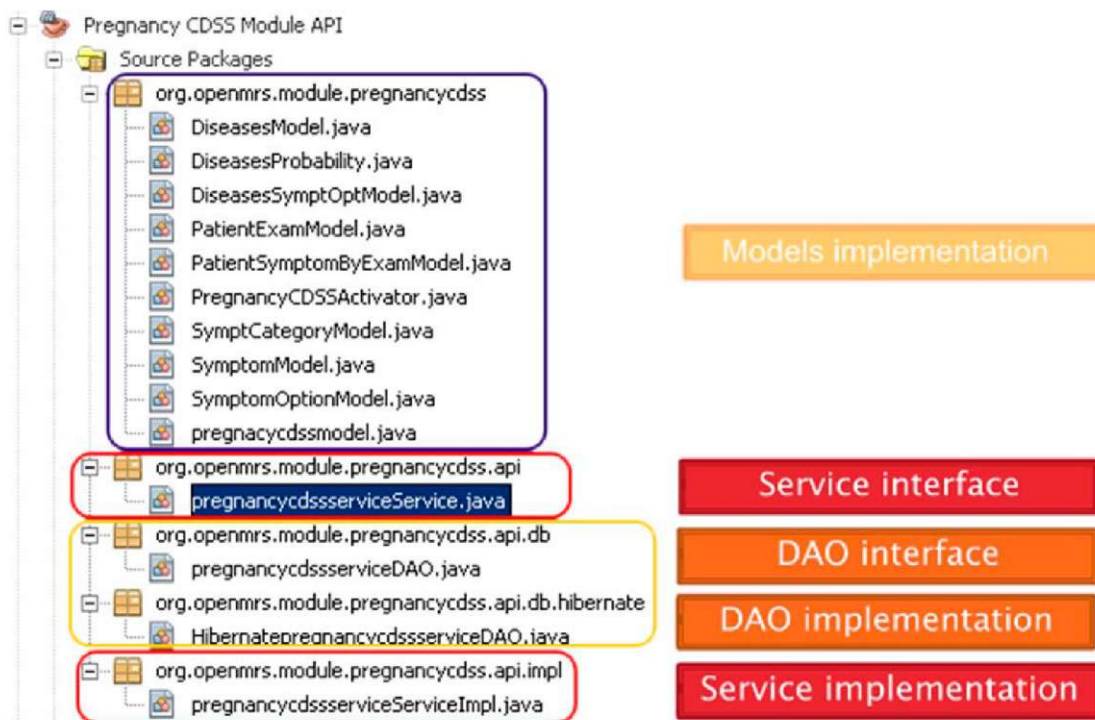 Pregnancy CDSS Module API
Source Packages
org.openmrs.module.pregnancycdss
DiseasesModel.java
DiseasesProbability.java
DiseasesSymptOptModel.java
PatientExamModel.java
PatientSymptomByExamModel.java
PregnancyCDSSActivator.java
SymptCategoryModel.java
SymptomModel.java
SymptomOptionModel.java
pregnacycdssmodel.java
Models implementation
org.openmrs.module.pregnancycdss.api
pregnancycdssserviceService.java
Service interface
org.openmrs.module.pregnancycdss.api.db
pregnancycdssserviceDAO.java
DAO interface
org.openmrs.module.pregnancycdss.api.db.hibernate
HibernatepregnancycdssserviceDAO.java
DAO implementation
org.openmrs.module.pregnancycdss.api.impl
pregnancycdssserviceServiceImpl.java
Service implementation